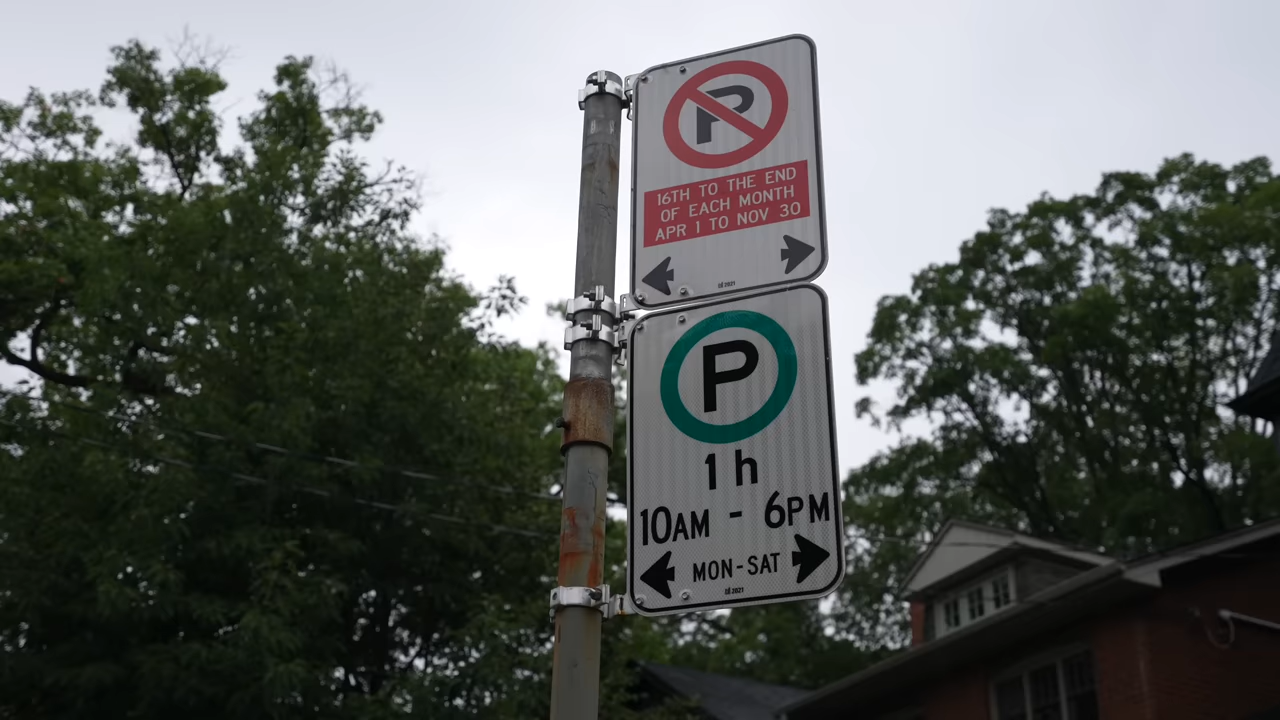 P
16TH TO THE END
OF EACH MONTH
APR 1 TO NOV 30
P
1 h
10AM - 6PM
MON-SAT